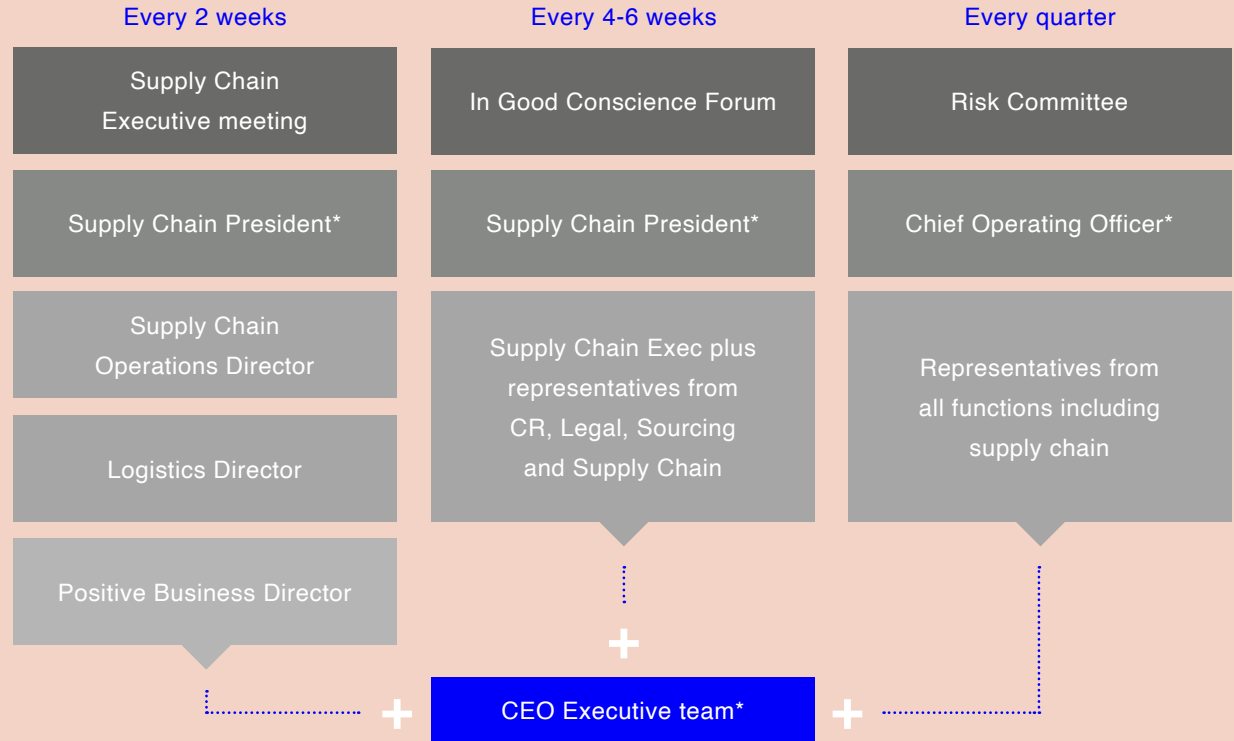 Every 2 weeks
Supply Chain
Executive meeting
Supply Chain President*
Supply Chain
Operations Director
Logistics Director
Positive Business Director
Every 4-6 weeks
In Good Conscience Forum
Supply Chain President*
Supply Chain Exec plus
representatives from
CR, Legal, Sourcing
and Supply Chain
Every quarter
Risk Committee
Chief Operating Officer*
Representatives from
all functions including
supply chain
+
+
CEO Executive team*
+